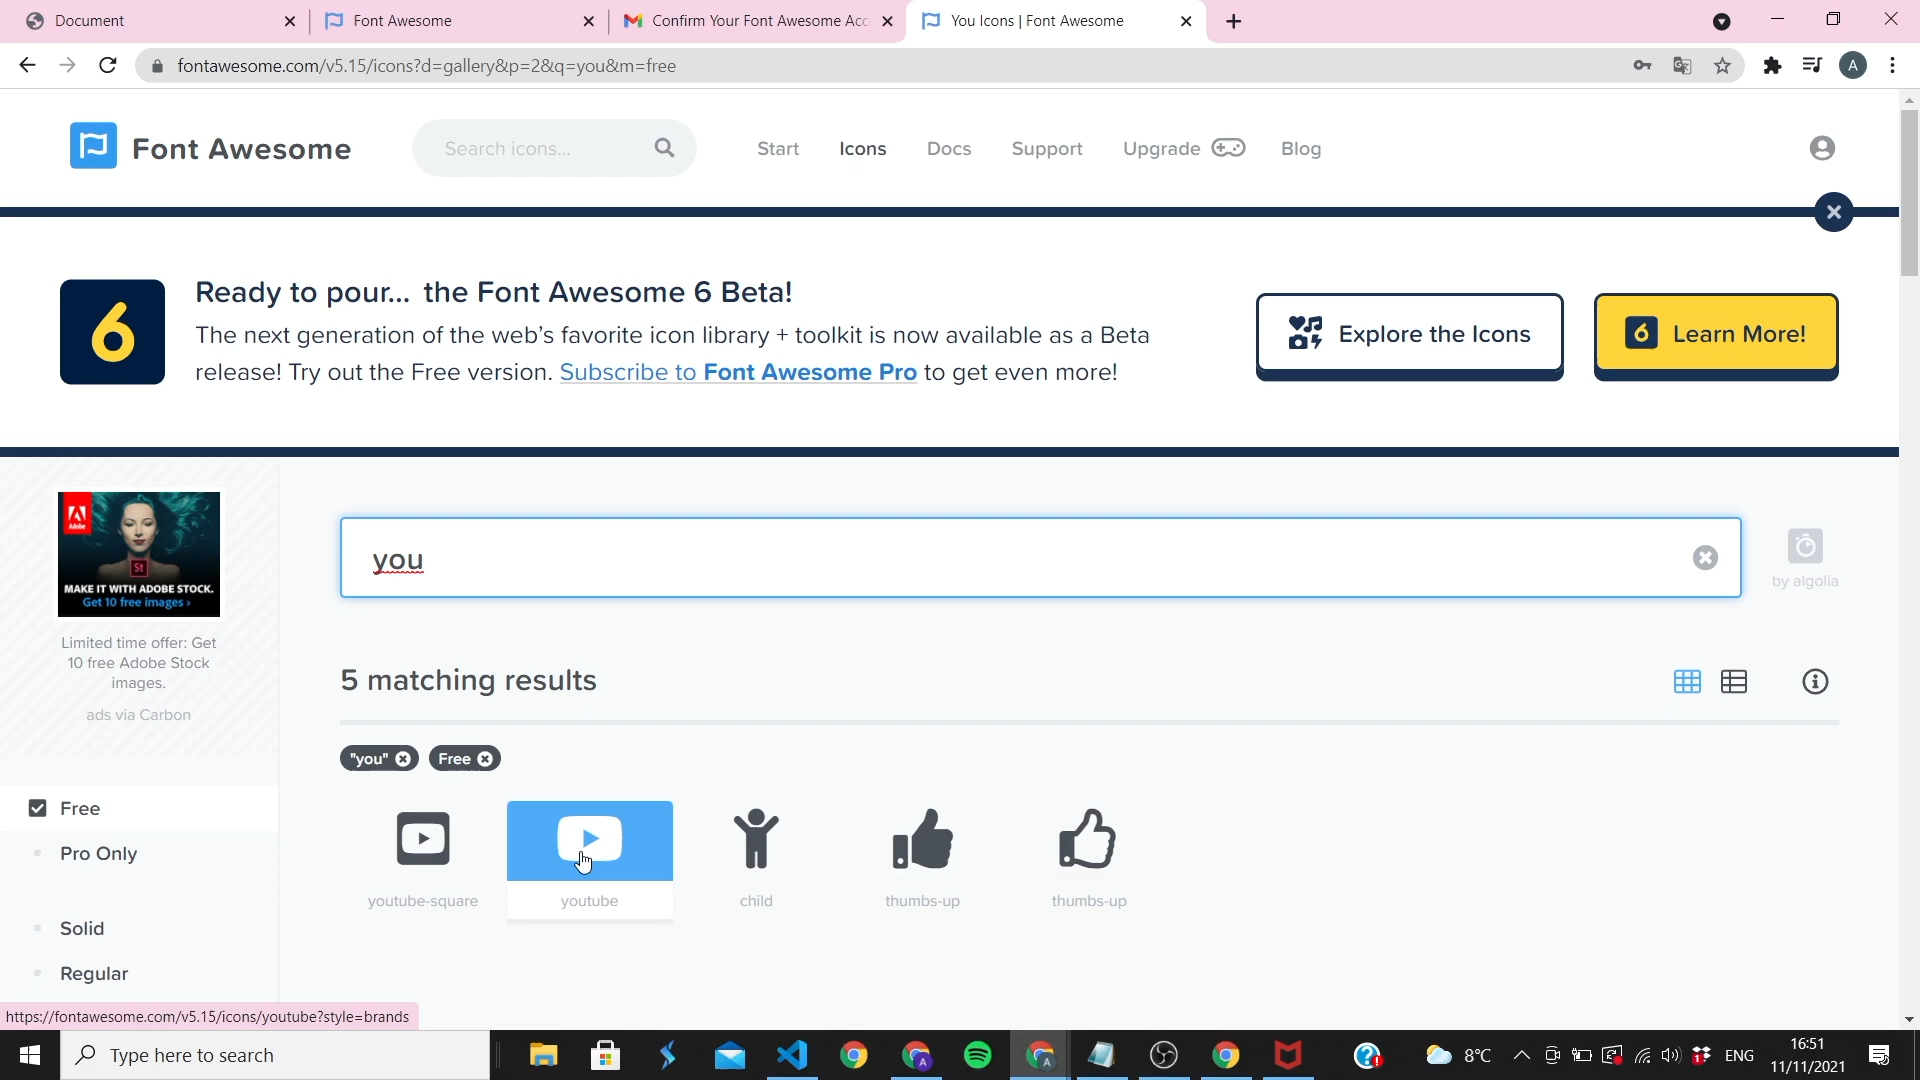 Document
Font Awesome
Confirm Your Font Awesome Acc
You Icons | Font Awesome
fontawesome.com/v5.15/icons?d=gallery&p=2&q=you&m=free
A
Font Awesome
Search icons...
Start
Icons
Docs
Support
Upgrade
Blog
6
Ready to pour... the Font Awesome 6 Beta!
The next generation of the web's favorite icon library + toolkit is now available as a Beta
release! Try out the Free version. Subscribe to Font Awesome Pro to get even more!
Explore the Icons
6 Learn More!
Adobe
St
MAKE IT WITH ADOBE STOCK.
Get 10 free images ›
Limited time offer: Get
10 free Adobe Stock
images.
ads via Carbon
you
by algolia
5 matching results
"you"
Free
Free
Pro Only
Solid
Regular
youtube-square
youtube
child
thumbs-up
thumbs-up
https://fontawesome.com/v5.15/icons/youtube?style=brands
Type here to search
8°C
ENG
16:51
11/11/2021